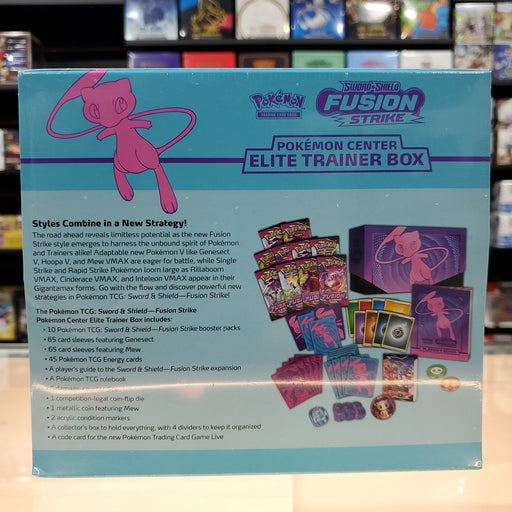 Pokémon
TRADING CARD GAME
SWORD & SHIELD
FUSION
STRIKE
POKÉMON CENTER
ELITE TRAINER BOX
Styles Combine in a New Strategy!
The road ahead reveals limitless potential as the new Fusion
Strike style emerges to harness the unbound spirit of Pokémon
and Trainers alike! Adaptable new Pokémon V like Genesect
V, Hoopa V, and Mew VMAX are eager for battle, while Single
Strike and Rapid Strike Pokémon loom large as Rillaboom
VMAX, Cinderace VMAX, and Inteleon VMAX appear in their
Gigantamax forms. Go with the flow and discover powerful new
strategies in Pokémon TCG: Sword & Shield—Fusion Strike!
The Pokémon TCG: Sword & Shield—Fusion Strike
Pokémon Center Elite Trainer Box includes:
• 10 Pokémon TCG: Sword & Shield—Fusion Strike booster packs
• 65 card sleeves featuring Genesect
• 65 card sleeves featuring Mew
• 45 Pokémon TCG Energy cards
• A player's guide to the Sword & Shield—Fusion Strike expansion
• A Pokémon TCG rulebook
• 1 competition-legal coin-flip die
• 1 metallic coin featuring Mew
• 2 acrylic condition markers
• A collector's box to hold everything, with 4 dividers to keep it organized
• A code card for the new Pokémon Trading Card Game Live